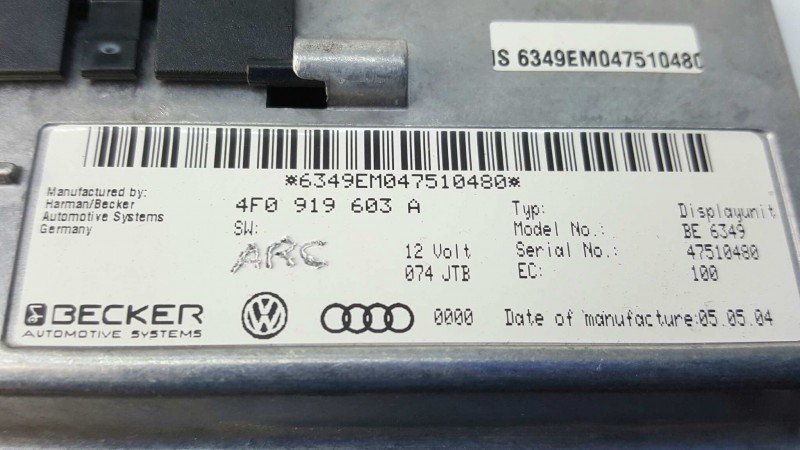 IS 6349EM047510480
*6349EM047510480*
Manufactured by:
Harman/Becker
Automotive Systems
Germany
4F0 919 603 A
SW:
ARC
12 Volt
074 JTB
Typ: Displayunit
Model No.: BE 6349
Serial No.: 47510480
EC: 100
BECKER
AUTOMOTIVE SYSTEMS
0000
Date of manufacture: 05.05.04